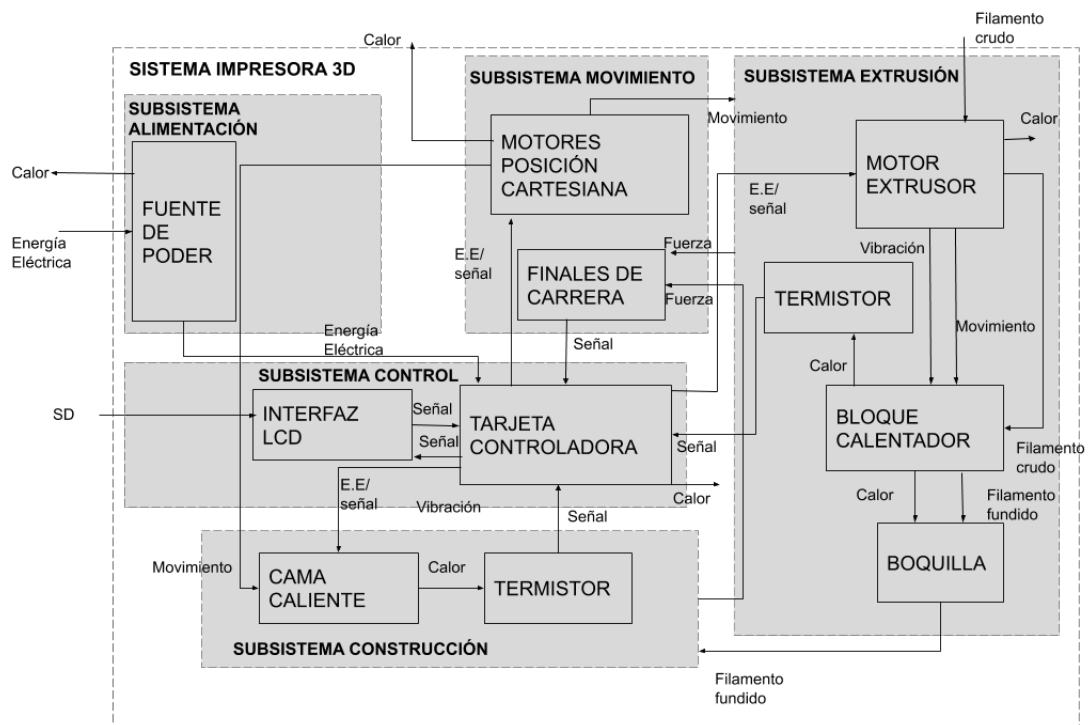 Filamento
crudo
Calor
SISTEMA IMPRESORA 3D
SUBSISTEMA MOVIMIENTO
SUBSISTEMA EXTRUSIÓN
SUBSISTEMA
ALIMENTACIÓN
Movimiento
Calor
MOTORES
POSICIÓN
CARTESIANA
MOTOR
EXTRUSOR
Calor
FUENTE
DE
PODER
E.E/
señal
Energía
Eléctrica
E.E/
señal
Fuerza
Vibración
FINALES DE
CARRERA
Fuerza
TERMISTOR
Energía
Eléctrica
Señal
Movimiento
Calor
SUBSISTEMA CONTROL
SD
INTERFAZ
LCD
Señal
Señal
TARJETA
CONTROLADORA
Señal
BLOQUE
CALENTADOR
Filamento
crudo
E.E/
señal
Vibración
Señal
Calor
Calor
Filamento
fundido
Movimiento
CAMA
CALIENTE
Calor
TERMISTOR
BOQUILLA
SUBSISTEMA CONSTRUCCIÓN
Filamento
fundido